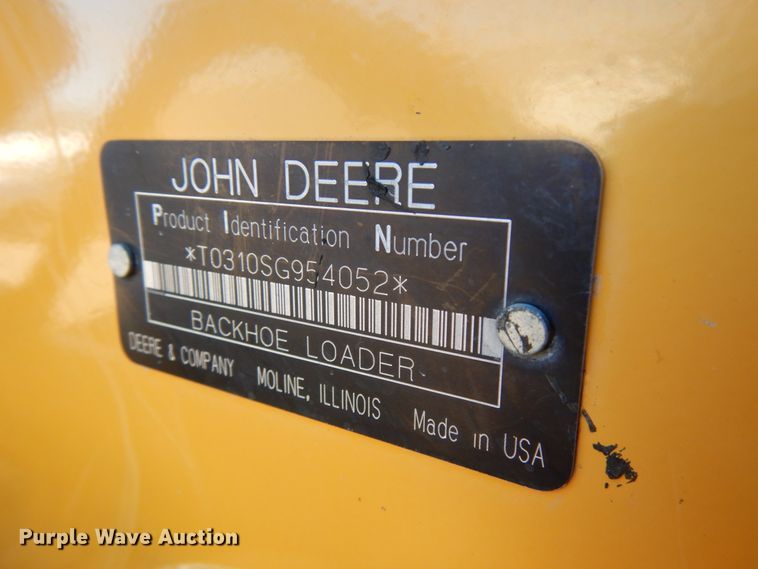 JOHN DEERE
Product Identification Number
*T0310SG954052*
BACKHOE LOADER
DEERE & COMPANY MOLINE, ILLINOIS Made in USA
Purple Wave Auction